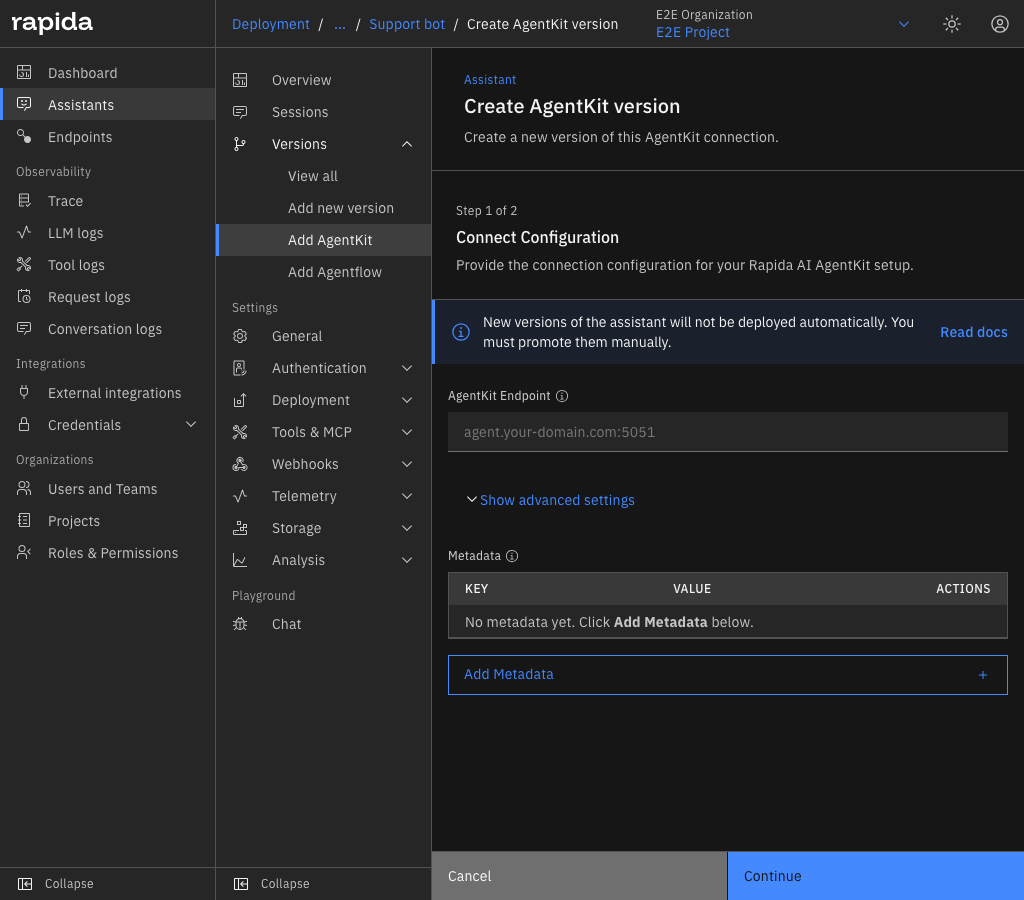 rapida
Deployment / ... / Support bot / Create AgentKit version
E2E Organization
E2E Project
Dashboard
Assistants
Endpoints
Observability
Trace
LLM logs
Tool logs
Request logs
Conversation logs
Integrations
External integrations
Credentials
Organizations
Users and Teams
Projects
Roles & Permissions
Collapse
Overview
Sessions
Versions
View all
Add new version
Add AgentKit
Add Agentflow
Settings
General
Authentication
Deployment
Tools & MCP
Webhooks
Telemetry
Storage
Analysis
Playground
Chat
Collapse
Assistant
Create AgentKit version
Create a new version of this AgentKit connection.
Step 1 of 2
Connect Configuration
Provide the connection configuration for your Rapida AI AgentKit setup.
New versions of the assistant will not be deployed automatically. You
must promote them manually.
Read docs
AgentKit Endpoint
agent.your-domain.com:5051
Show advanced settings
Metadata
KEY VALUE ACTIONS
No metadata yet. Click Add Metadata below.
Add Metadata +
Cancel
Continue